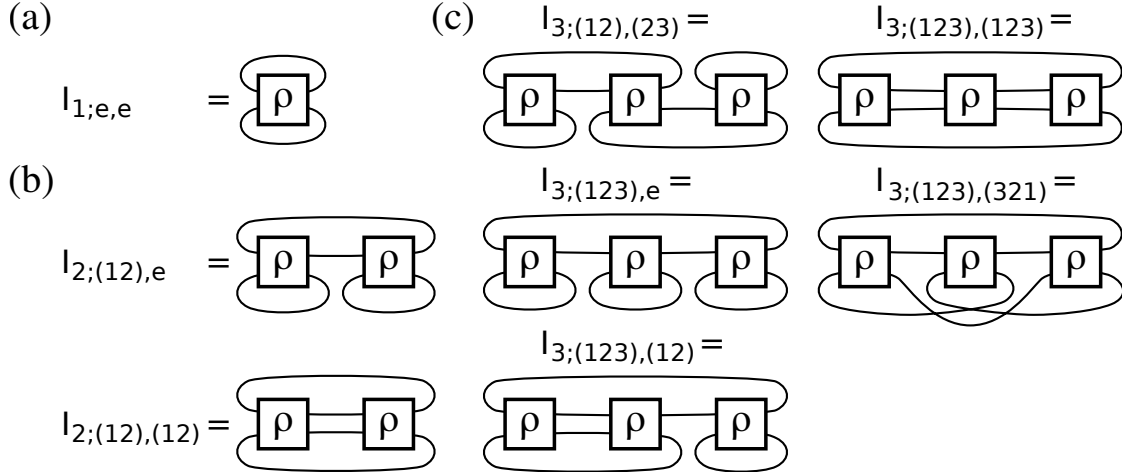 (a)
I1;e,e =
ρ
(b)
I2;(12),e =
ρ ρ
I2;(12),(12) =
ρ ρ
(c)
I3;(12),(23) =
ρ ρ ρ
I3;(123),(123) =
ρ ρ ρ
I3;(123),e =
ρ ρ ρ
I3;(123),(321) =
ρ ρ ρ
I3;(123),(12) =
ρ ρ ρ